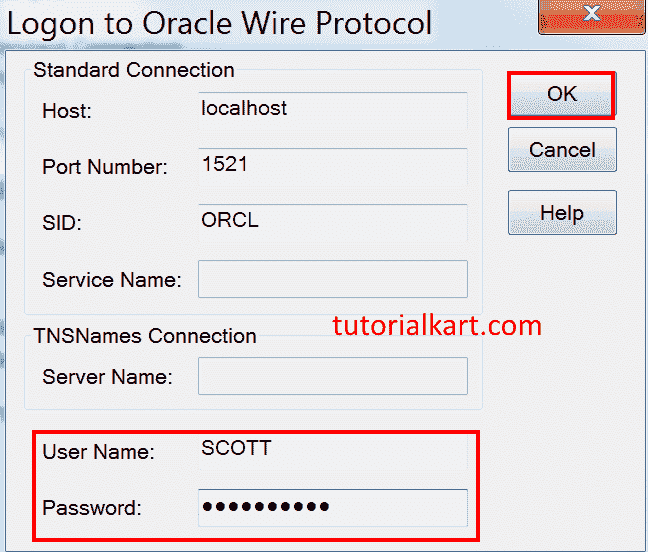 Logon to Oracle Wire Protocol
x
Standard Connection
Host: localhost
OK
Port Number: 1521
Cancel
SID: ORCL
Help
Service Name:
tutorialkart.com
TNSNames Connection
Server Name:
User Name: SCOTT
Password: ●●●●●●●●●●